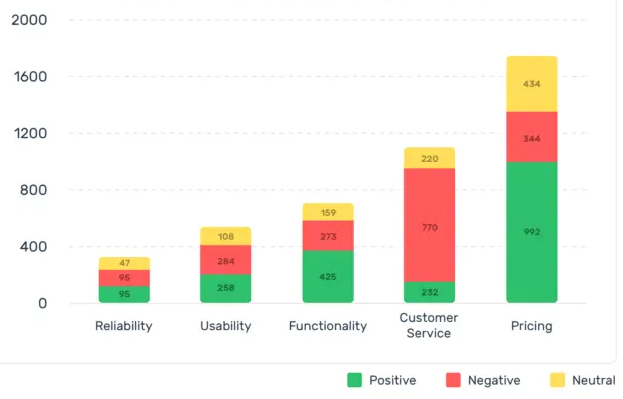 2000
1600
1200
800
400
0
47
95
95
108
284
258
159
273
425
220
770
232
434
344
992
Reliability
Usability
Functionality
Customer
Service
Pricing
Positive
Negative
Neutral